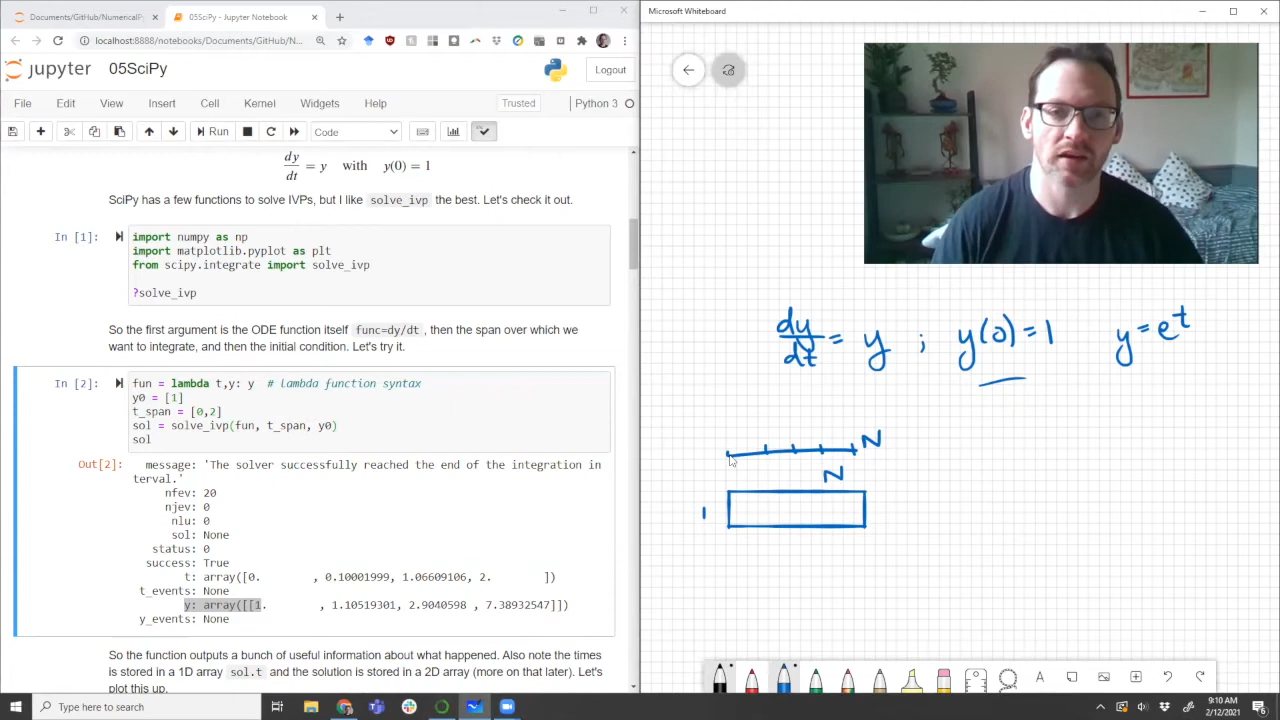 Documents/GitHub/NumericalPy
05SciPy - Jupyter Notebook
localhost:8888/notebooks/Documents/GitHub/N...
jupyter 05SciPy
Logout
File Edit View Insert Cell Kernel Widgets Help Trusted Python 3
Run Code
dy/dt = y with y(0) = 1
SciPy has a few functions to solve IVPs, but I like solve_ivp the best. Let's check it out.
In [1]:
import numpy as np
import matplotlib.pyplot as plt
from scipy.integrate import solve_ivp
?solve_ivp
So the first argument is the ODE function itself func=dy/dt , then the span over which we
want to integrate, and then the initial condition. Let's try it.
In [2]:
fun = lambda t,y: y # lambda function syntax
y0 = [1]
t_span = [0,2]
sol = solve_ivp(fun, t_span, y0)
sol
Out[2]: message: 'The solver successfully reached the end of the integration in
terval.'
nfev: 20
njev: 0
nlu: 0
sol: None
status: 0
success: True
t: array([0. , 0.10001999, 1.06609106, 2. ])
t_events: None
y: array([[1. , 1.10519301, 2.9040598 , 7.38932547]])
y_events: None
So the function outputs a bunch of useful information about what happened. Also note the times
is stored in a 1D array sol.t and the solution is stored in a 2D array (more on that later). Let's
plot this up.
Microsoft Whiteboard
dy/dt = y ; y(0) = 1 y = e^t
N
N
1
A
Type here to search
9:10 AM
2/12/2021
6